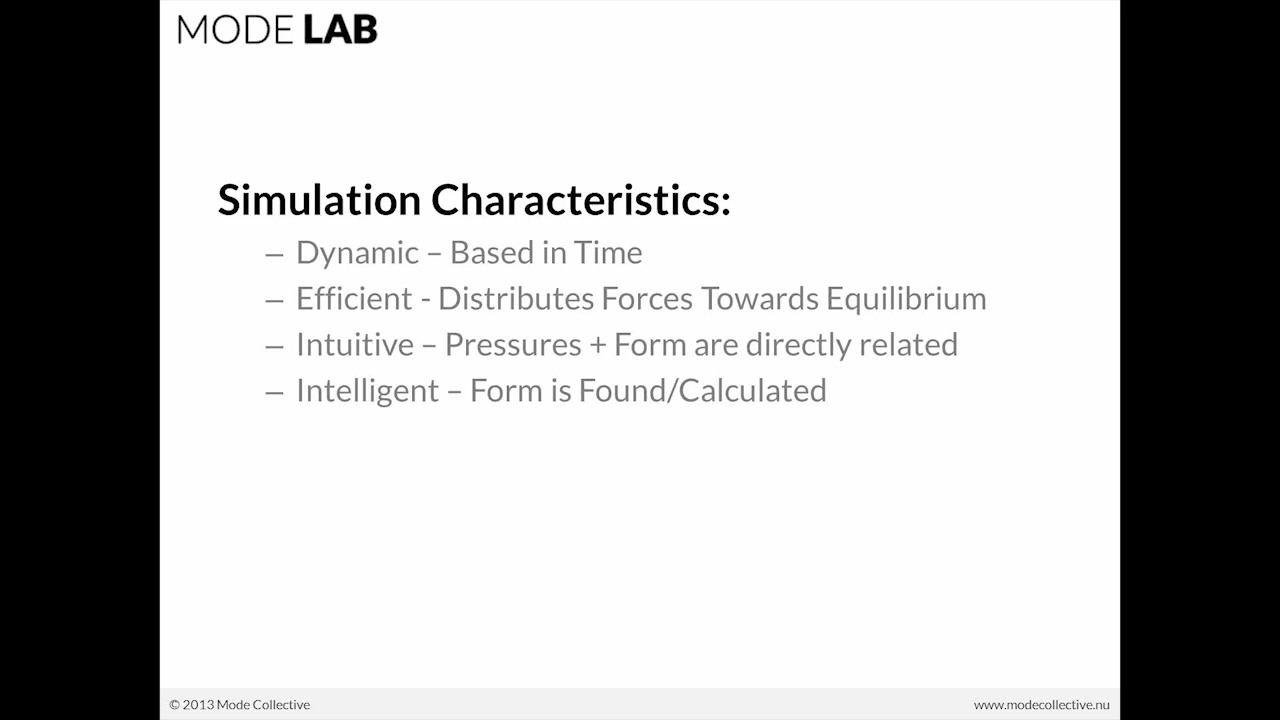 MODE LAB
Simulation Characteristics:
– Dynamic – Based in Time
– Efficient - Distributes Forces Towards Equilibrium
– Intuitive – Pressures + Form are directly related
– Intelligent – Form is Found/Calculated
© 2013 Mode Collective
www.modecollective.nu